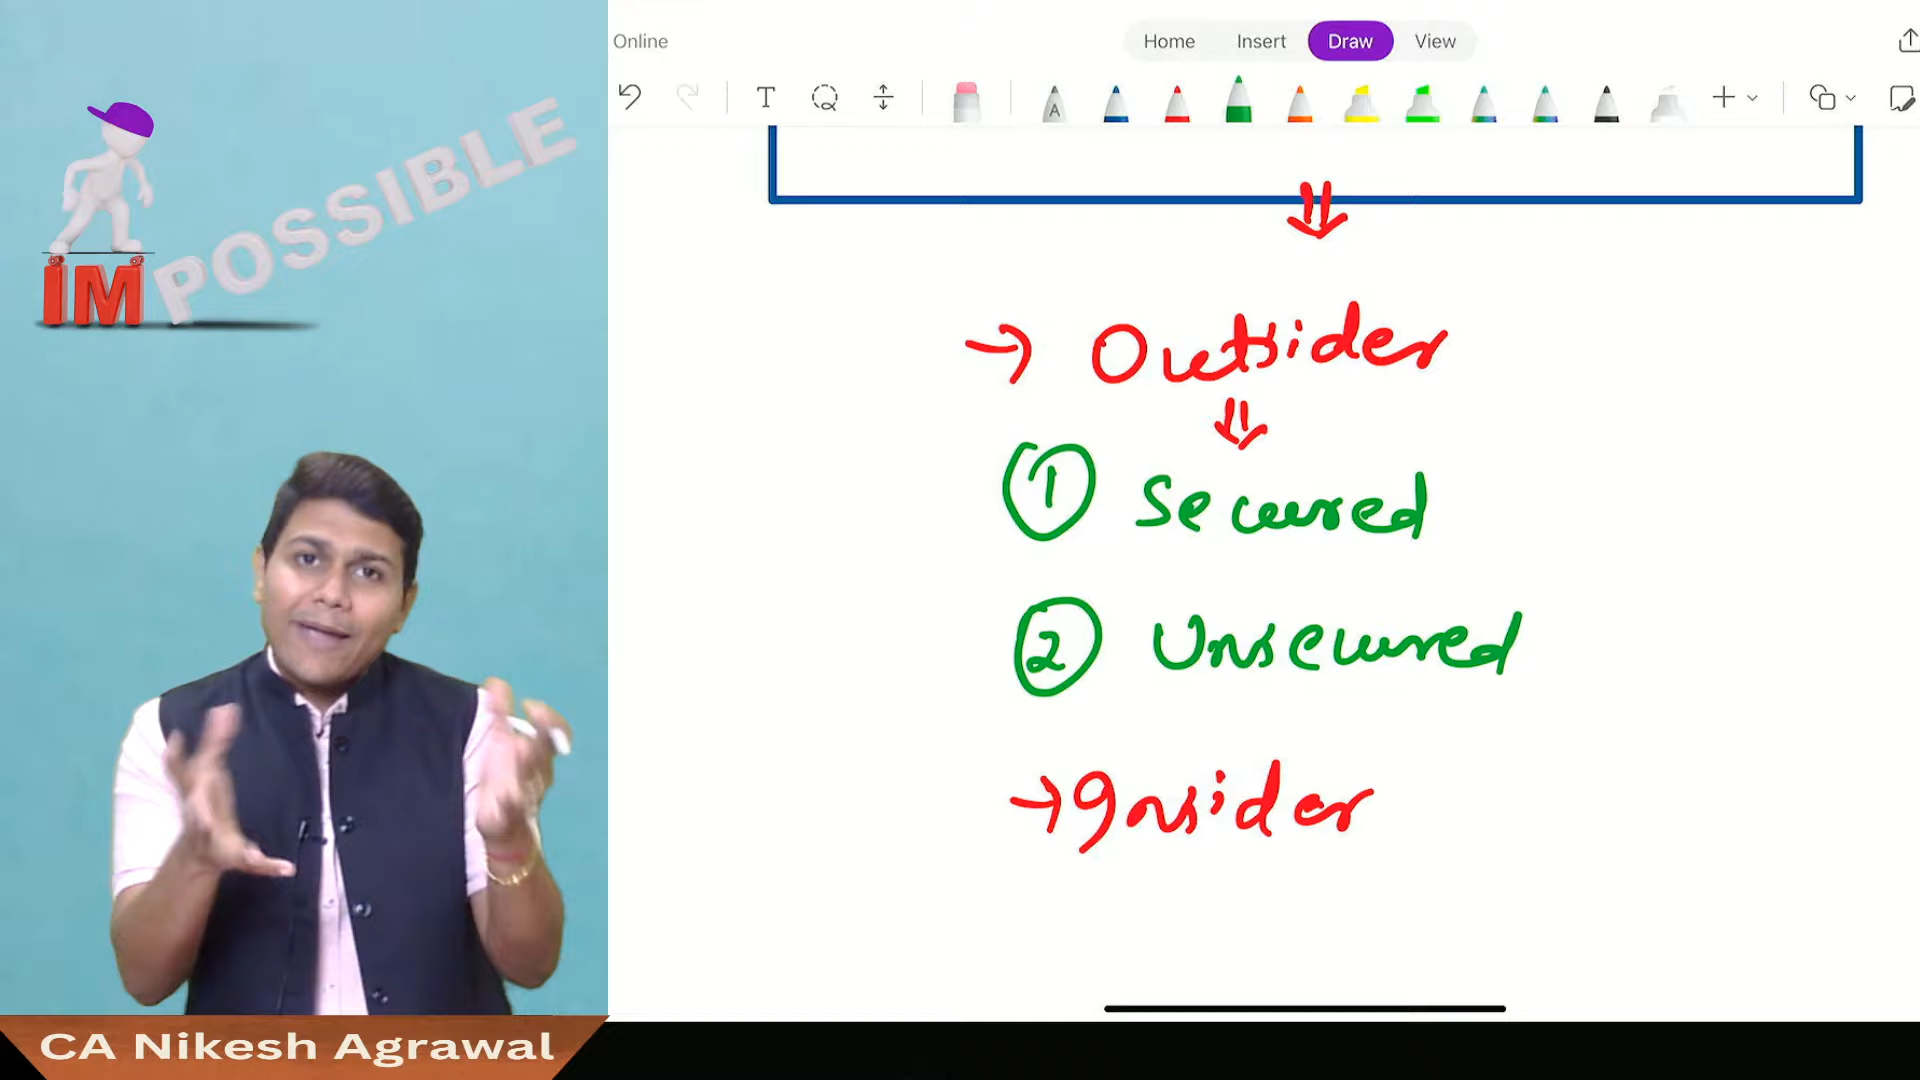 IMPOSSIBLE
CA Nikesh Agrawal
Online
Home Insert Draw View
T
A
→ Outsider
① Secured
② Unsecured
→ Insider